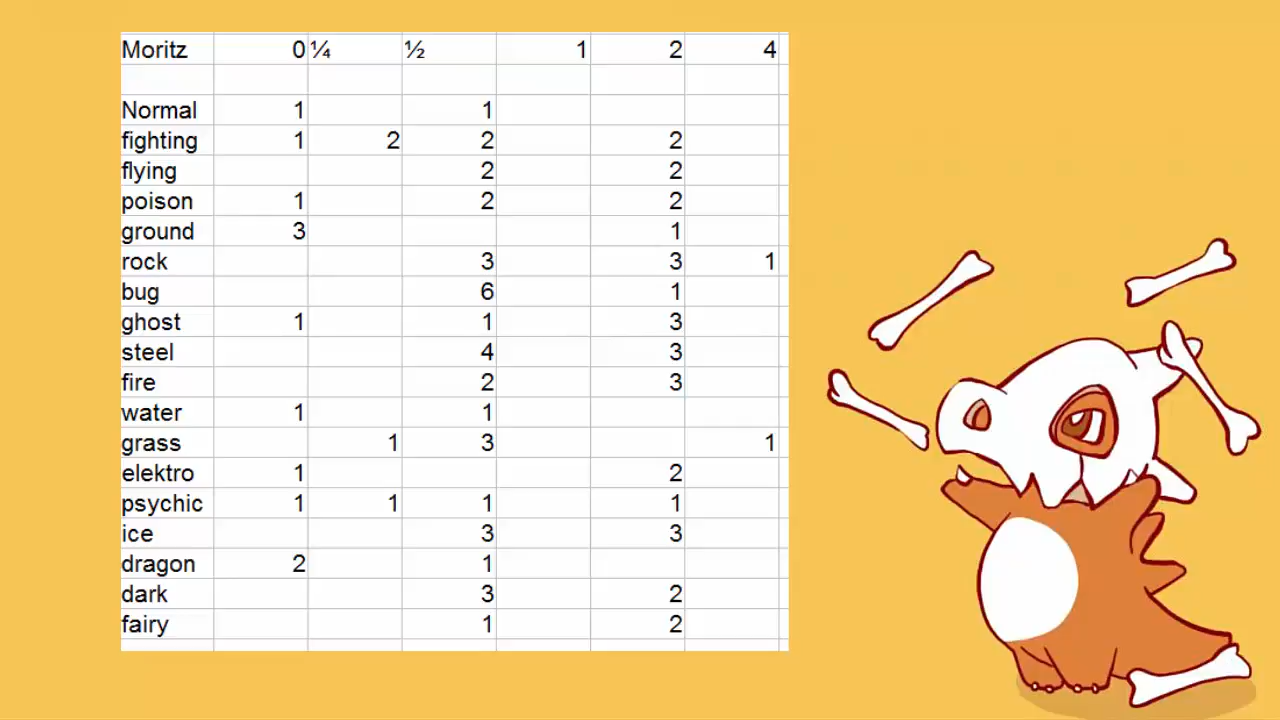 Moritz 0 ¼ ½ 1 2 4
Normal 1 1
fighting 1 2 2 2
flying 2 2
poison 1 2 2
ground 3 1
rock 3 3 1
bug 6 1
ghost 1 1 3
steel 4 3
fire 2 3
water 1 1
grass 1 3 1
elektro 1 2
psychic 1 1 1 1
ice 3 3
dragon 2 1
dark 3 2
fairy 1 2